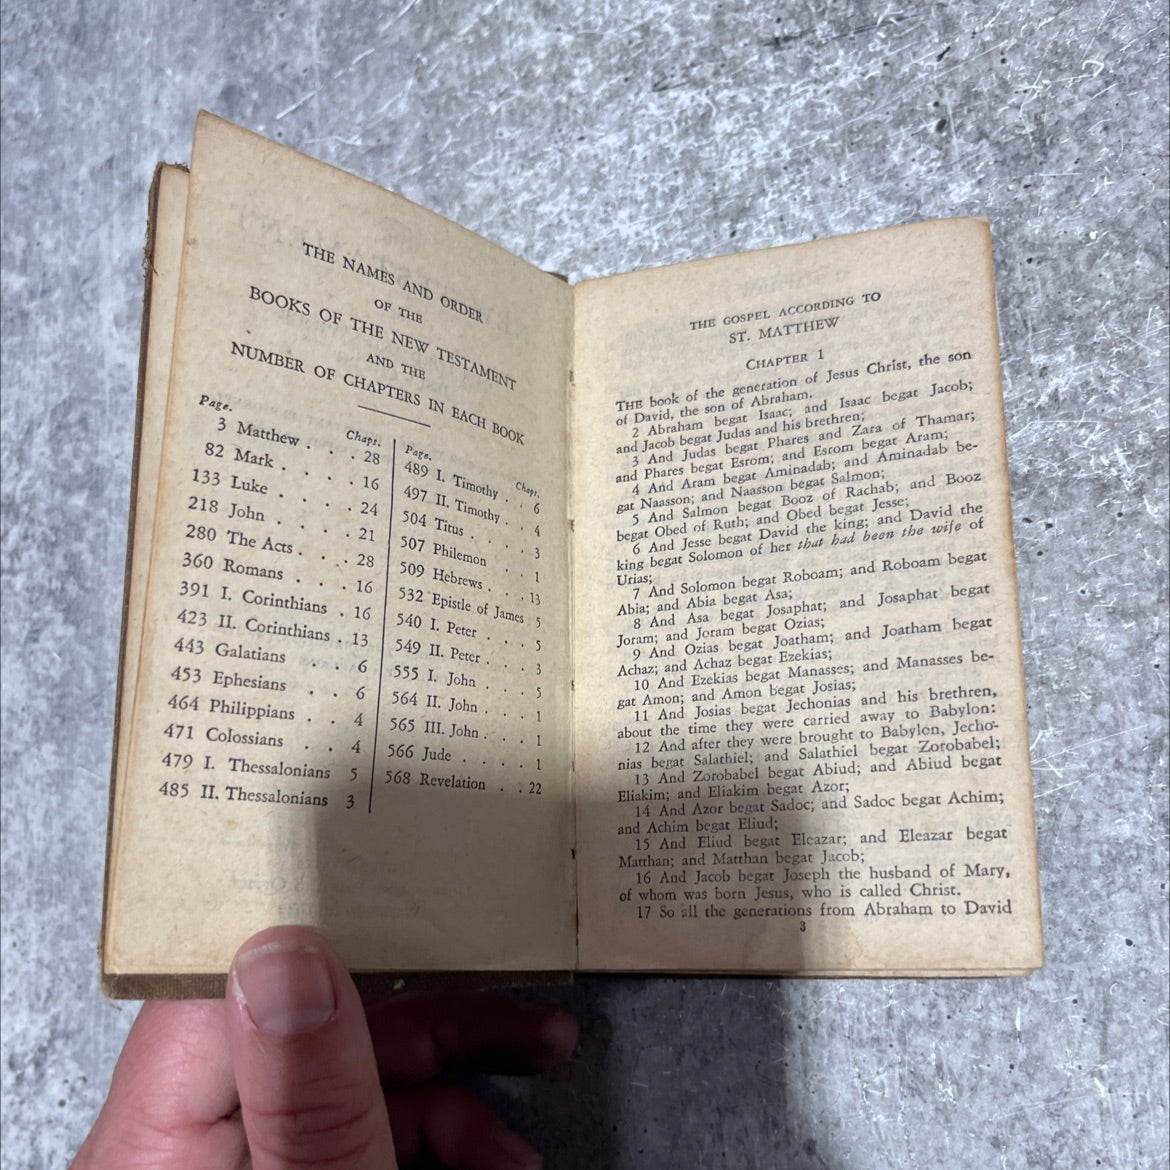 THE NAMES AND ORDER
OF THE
BOOKS OF THE NEW TESTAMENT
AND THE
NUMBER OF CHAPTERS IN EACH BOOK
Page. Chaps.
3 Matthew . . . 28
82 Mark . . . 16
133 Luke . . . . 24
218 John . . . . 21
280 The Acts . . . 28
360 Romans . . . 16
391 I. Corinthians . 16
423 II. Corinthians . 13
443 Galatians . . 6
453 Ephesians . . 6
464 Philippians . . 4
471 Colossians . . 4
479 I. Thessalonians 5
485 II. Thessalonians 3
Page. Chaps.
489 I. Timothy . 6
497 II. Timothy . . 4
504 Titus . . . . 3
507 Philemon . . 1
509 Hebrews . . . 13
532 Epistle of James 5
540 I. Peter . . . 5
549 II. Peter . . . 3
555 I. John . . . 5
564 II. John . . . 1
565 III. John . . . 1
566 Jude . . . . 1
568 Revelation . . 22
THE GOSPEL ACCORDING TO
ST. MATTHEW
CHAPTER 1
THE book of the generation of Jesus Christ, the son
of David, the son of Abraham.
2 Abraham begat Isaac; and Isaac begat Jacob;
and Jacob begat Judas and his brethren;
3 And Judas begat Phares and Zara of Thamar;
and Phares begat Esrom; and Esrom begat Aram;
4 And Aram begat Aminadab; and Aminadab be-
gat Naasson; and Naasson begat Salmon;
5 And Salmon begat Booz of Rachab; and Booz
begat Obed of Ruth; and Obed begat Jesse;
6 And Jesse begat David the king; and David the
king begat Solomon of her that had been the wife of
Urias;
7 And Solomon begat Roboam; and Roboam begat
Abia; and Abia begat Asa;
8 And Asa begat Josaphat; and Josaphat begat
Joram; and Joram begat Ozias;
9 And Ozias begat Joatham; and Joatham begat
Achaz; and Achaz begat Ezekias;
10 And Ezekias begat Manasses; and Manasses be-
gat Amon; and Amon begat Josias;
11 And Josias begat Jechonias and his brethren,
about the time they were carried away to Babylon:
12 And after they were brought to Babylon, Jecho-
nias begat Salathiel; and Salathiel begat Zorobabel;
13 And Zorobabel begat Abiud; and Abiud begat
Eliakim; and Eliakim begat Azor;
14 And Azor begat Sadoc; and Sadoc begat Achim;
and Achim begat Eliud;
15 And Eliud begat Eleazar; and Eleazar begat
Matthan; and Matthan begat Jacob;
16 And Jacob begat Joseph the husband of Mary,
of whom was born Jesus, who is called Christ.
17 So all the generations from Abraham to David
3